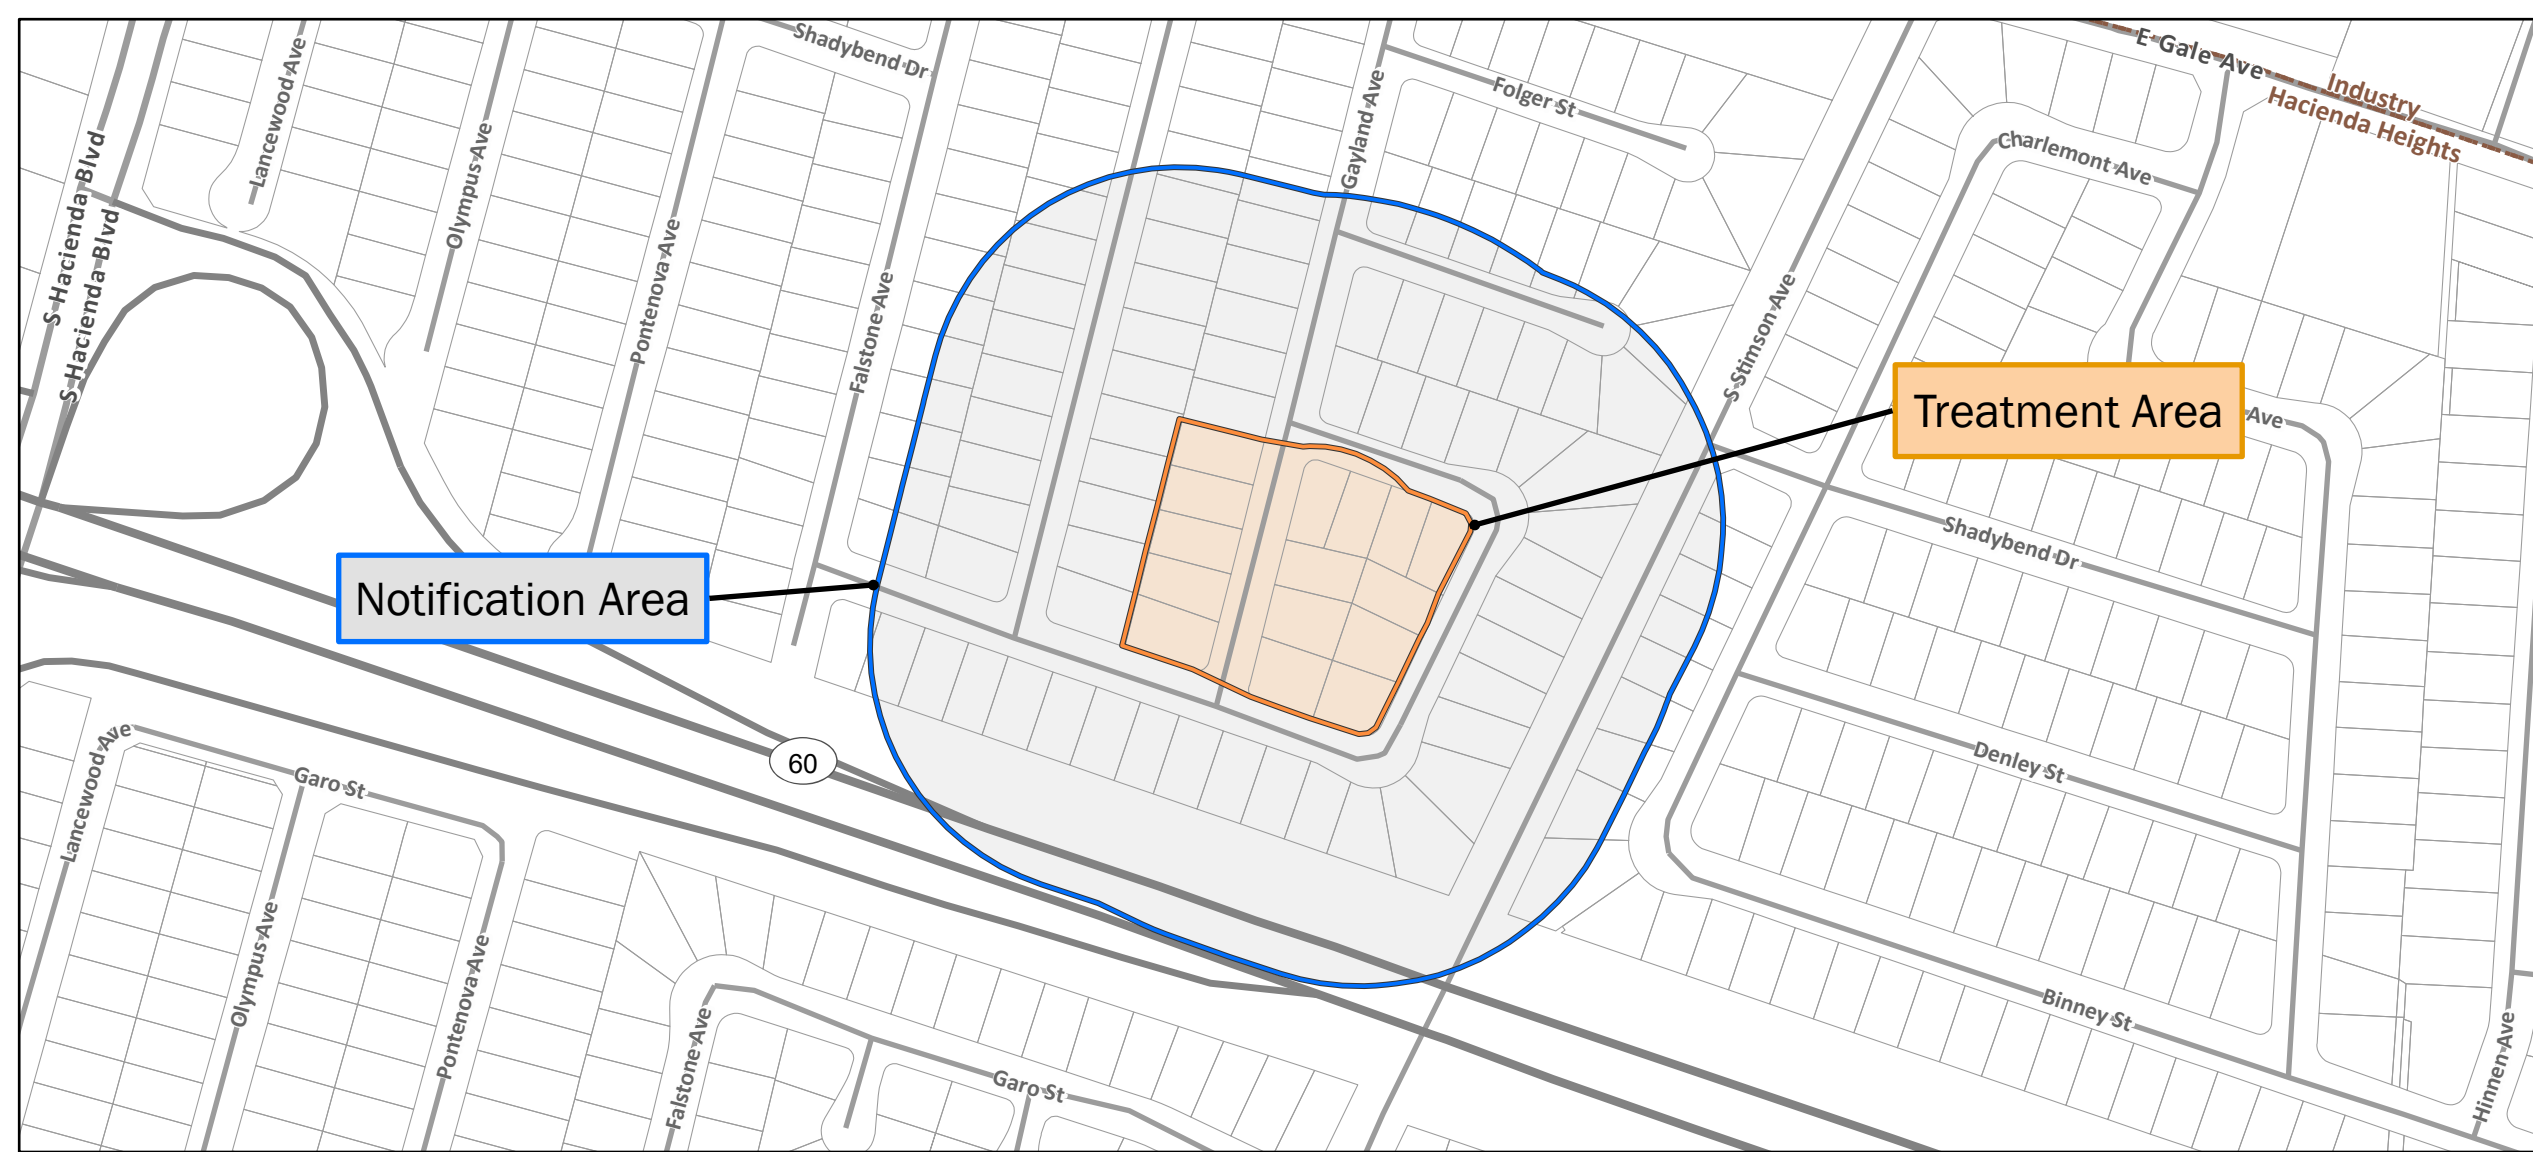 Shadybend Dr
E Gale Ave
Industry
Hacienda Heights
Lancewood Ave
Olympus Ave
Gayland Ave
Folger St
Charlemont Ave
S Hacienda Blvd
S Hacienda Blvd
Pontenova Ave
Falstone Ave
S Stimson Ave
Treatment Area
Ave
Shadybend Dr
Notification Area
60
Denley St
Lancewood Ave
Garo St
Olympus Ave
Pontenova Ave
Binney St
Falstone Ave
Garo St
Hinnen Ave